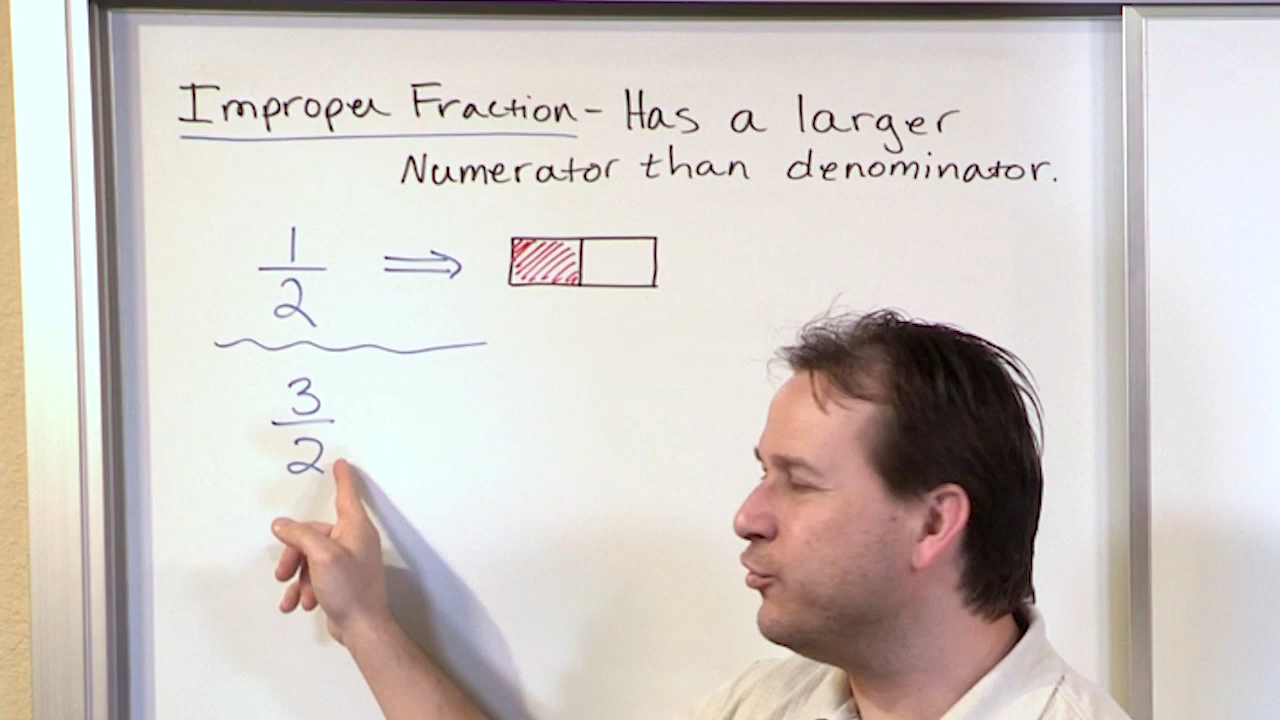 Improper Fraction - Has a larger
Numerator than denominator.
1
2
3
2